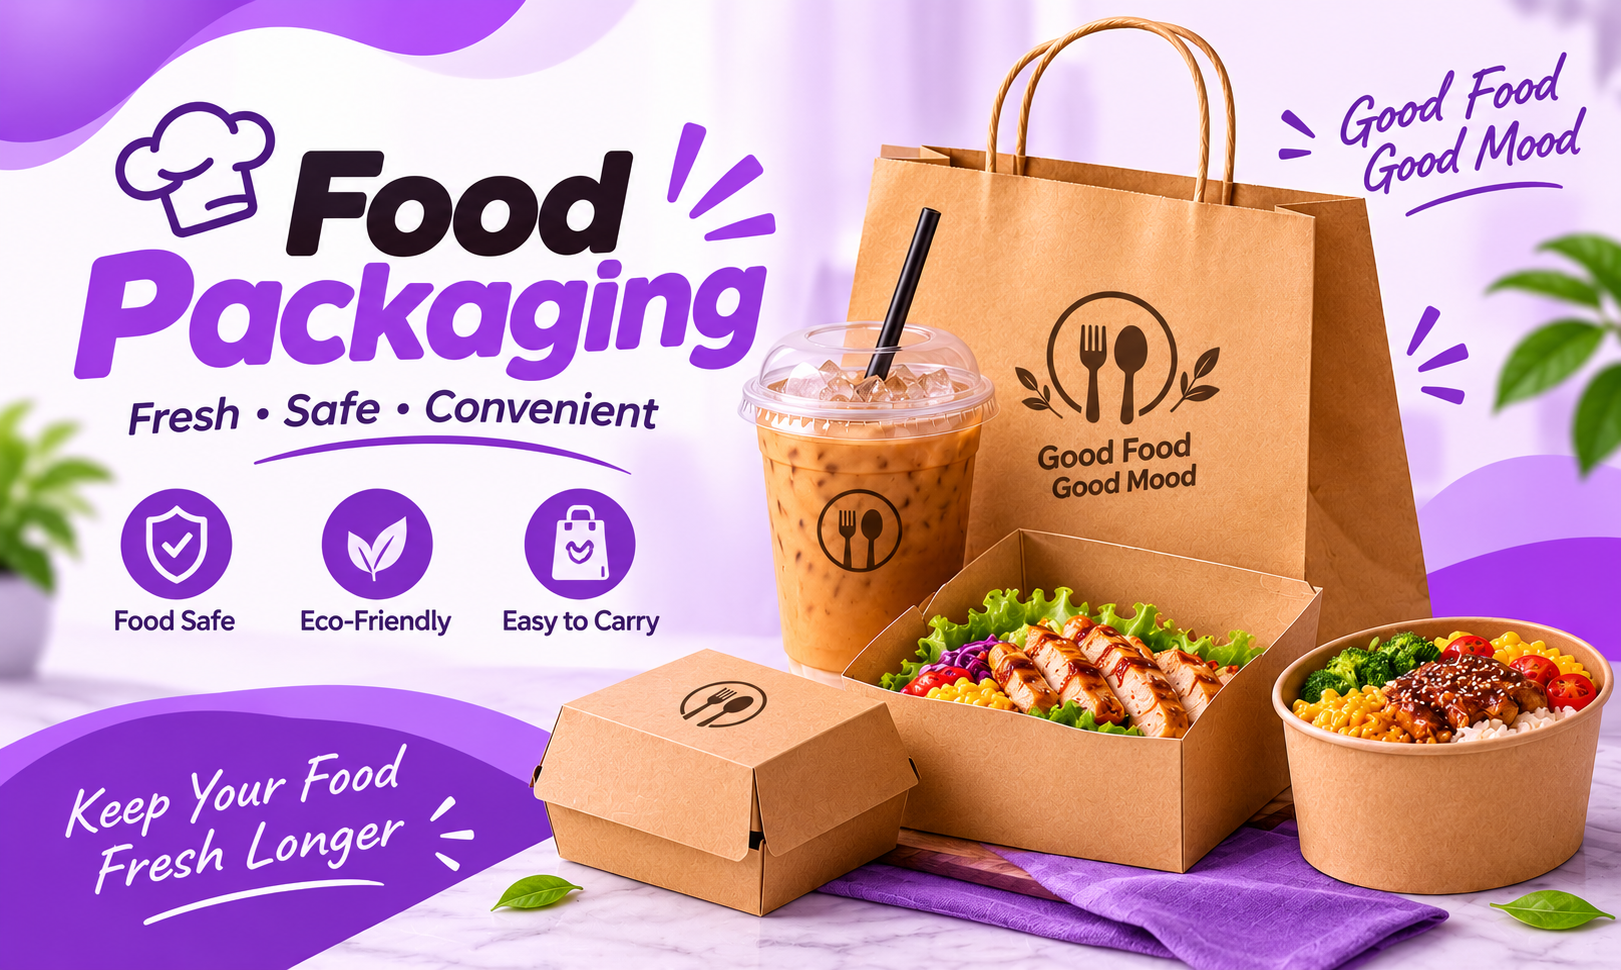 Food
Packaging
Fresh • Safe • Convenient
Food Safe
Eco-Friendly
Easy to Carry
Keep Your Food
Fresh Longer
Good Food
Good Mood
Good Food
Good Mood